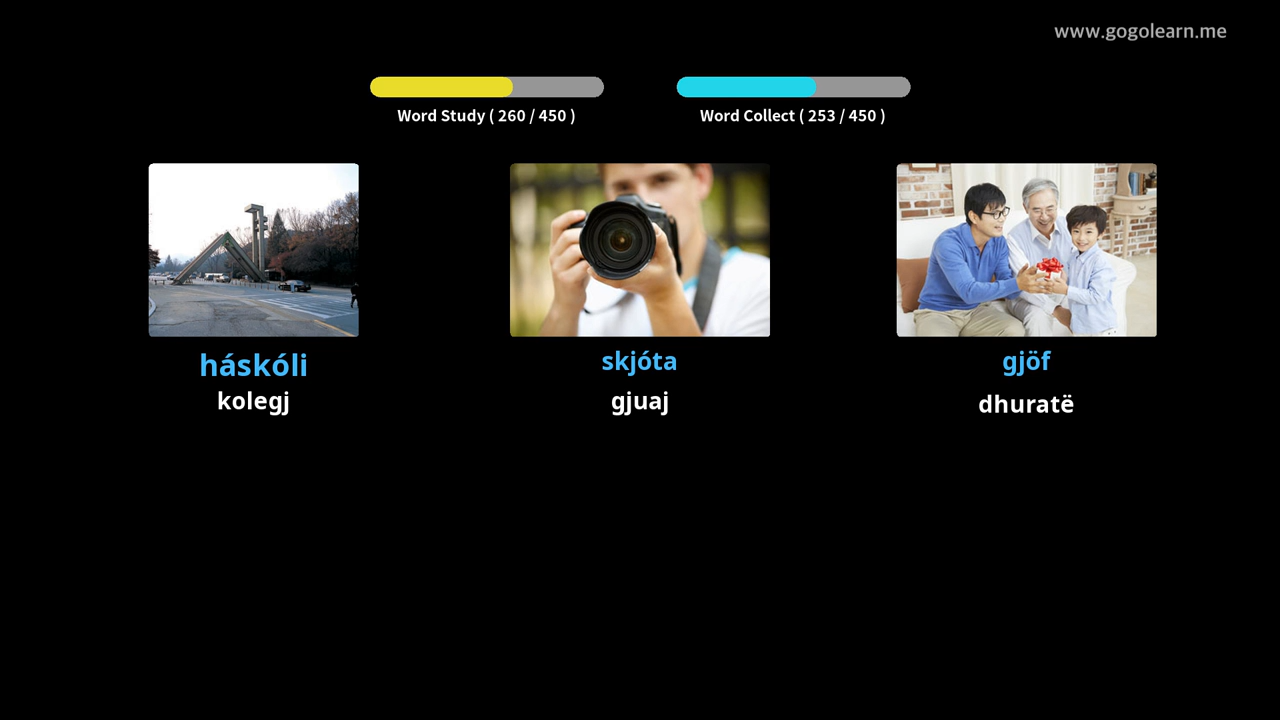 www.gogolearn.me
Word Study ( 260 / 450 )
Word Collect ( 253 / 450 )
háskóli
kolegj
skjóta
gjuaj
gjöf
dhuratë